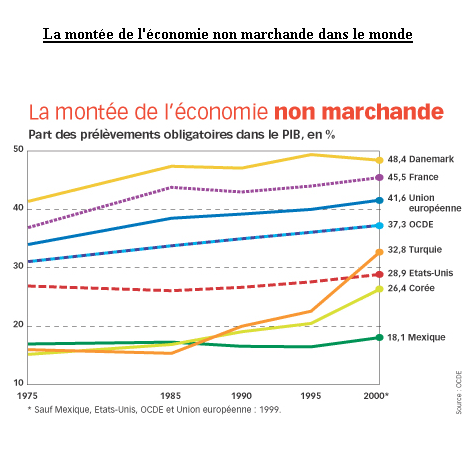 La montée de l'économie non marchande dans le monde
La montée de l'économie non marchande
Part des prélèvements obligatoires dans le PIB, en %
50
40
30
20
10
48,4 Danemark
45,5 France
41,6 Union
européenne
37,3 OCDE
32,8 Turquie
28,9 Etats-Unis
26,4 Corée
18,1 Mexique
1975 1985 1990 1995 2000*
* Sauf Mexique, Etats-Unis, OCDE et Union européenne : 1999.
Source : OCDE